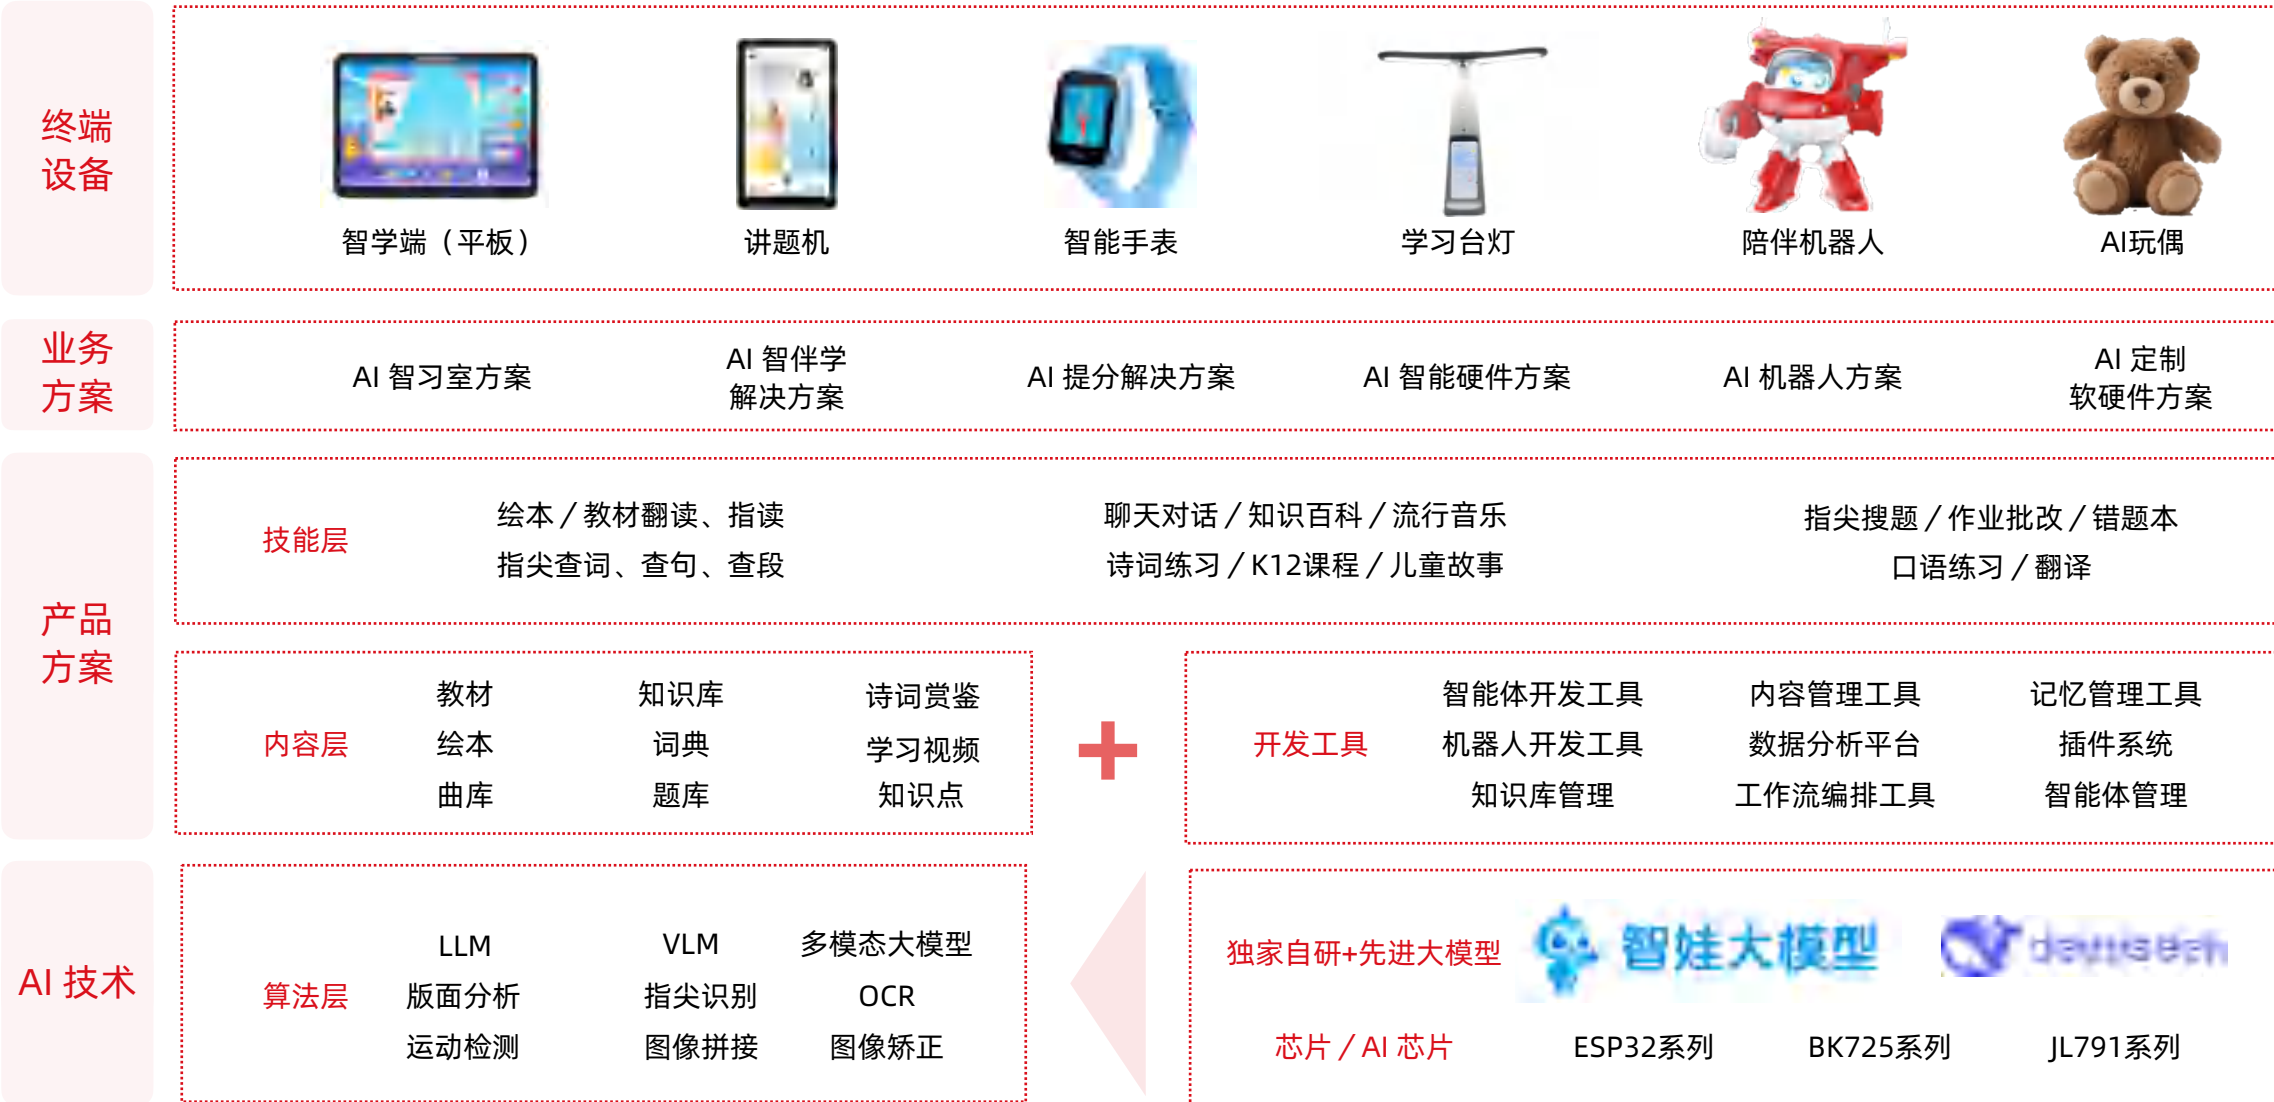 终端
设备
智学端（平板）
讲题机
智能手表
学习台灯
陪伴机器人
AI玩偶
业务
方案
AI 智习室方案
AI 智伴学
解决方案
AI 提分解决方案
AI 智能硬件方案
AI 机器人方案
AI 定制
软硬件方案
产品
方案
技能层
绘本／教材翻读、指读
指尖查词、查句、查段
聊天对话／知识百科／流行音乐
诗词练习／K12课程／儿童故事
指尖搜题／作业批改／错题本
口语练习／翻译
内容层
教材
知识库
诗词赏鉴
绘本
词典
学习视频
曲库
题库
知识点
开发工具
智能体开发工具
内容管理工具
记忆管理工具
机器人开发工具
数据分析平台
插件系统
知识库管理
工作流编排工具
智能体管理
AI 技术
算法层
LLM
VLM
多模态大模型
版面分析
指尖识别
OCR
运动检测
图像拼接
图像矫正
独家自研+先进大模型
智娃大模型
芯片／AI 芯片
ESP32系列
BK725系列
JL791系列